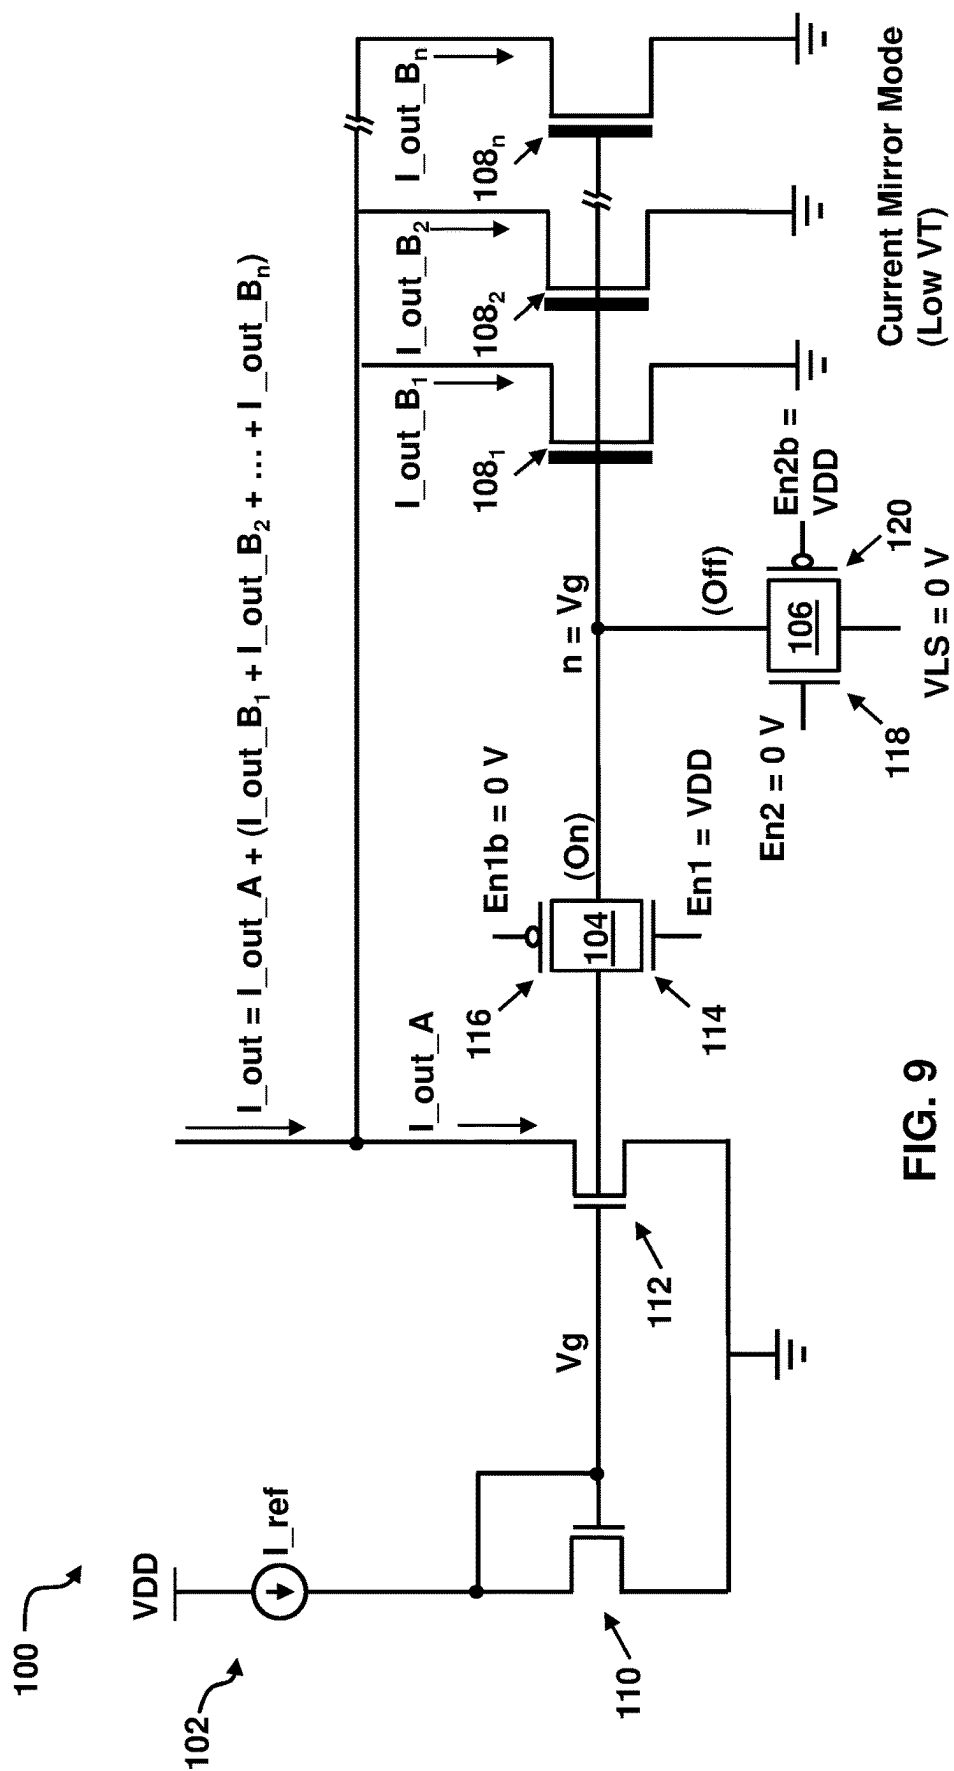 100
102
VDD
I_ref
110
Vg
112
I_out = I_out_A + (I_out_B1 + I_out_B2 + ... + I_out_Bn)
I_out_A
116
En1b = 0 V
104
(On)
114
En1 = VDD
n = Vg
(Off)
En2 = 0 V
118
106
En2b =
VDD
120
VLS = 0 V
I_out_B1
1081
I_out_B2
1082
I_out_Bn
108n
Current Mirror Mode
(Low VT)
FIG. 9